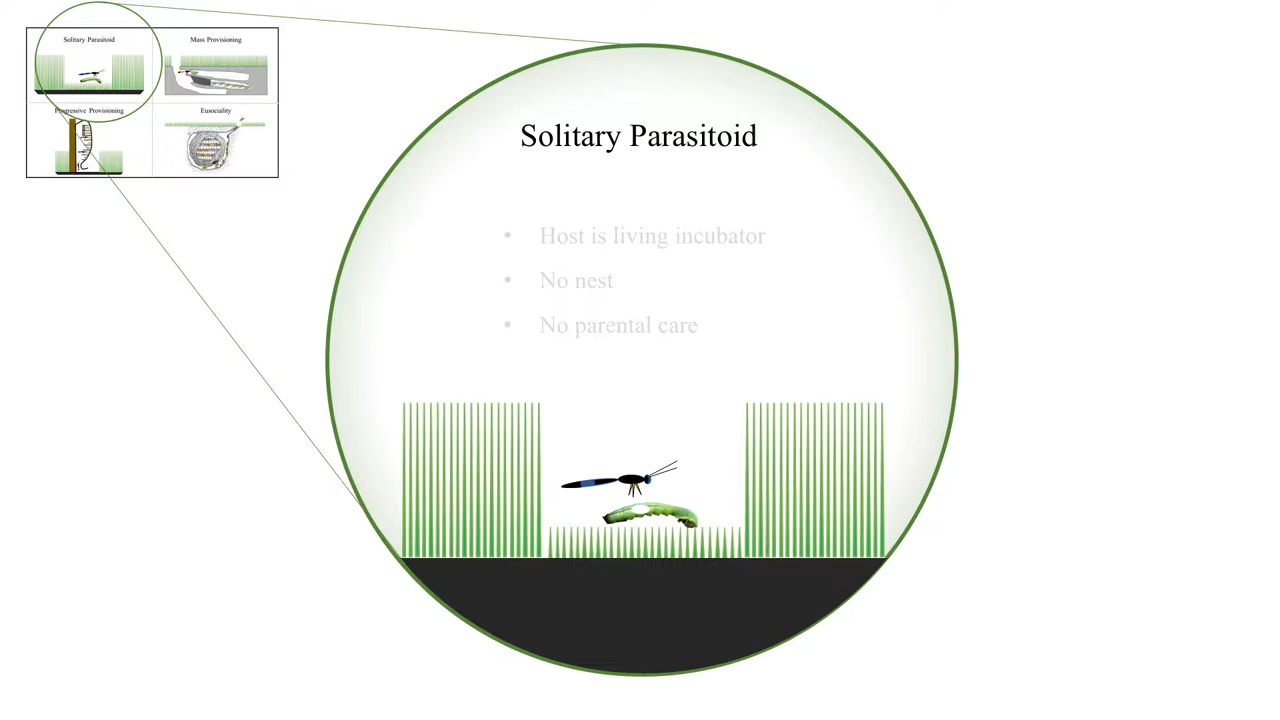 Solitary Parasitoid
Mass Provisioning
Progressive Provisioning
Eusociality
Solitary Parasitoid
• Host is living incubator
• No nest
• No parental care